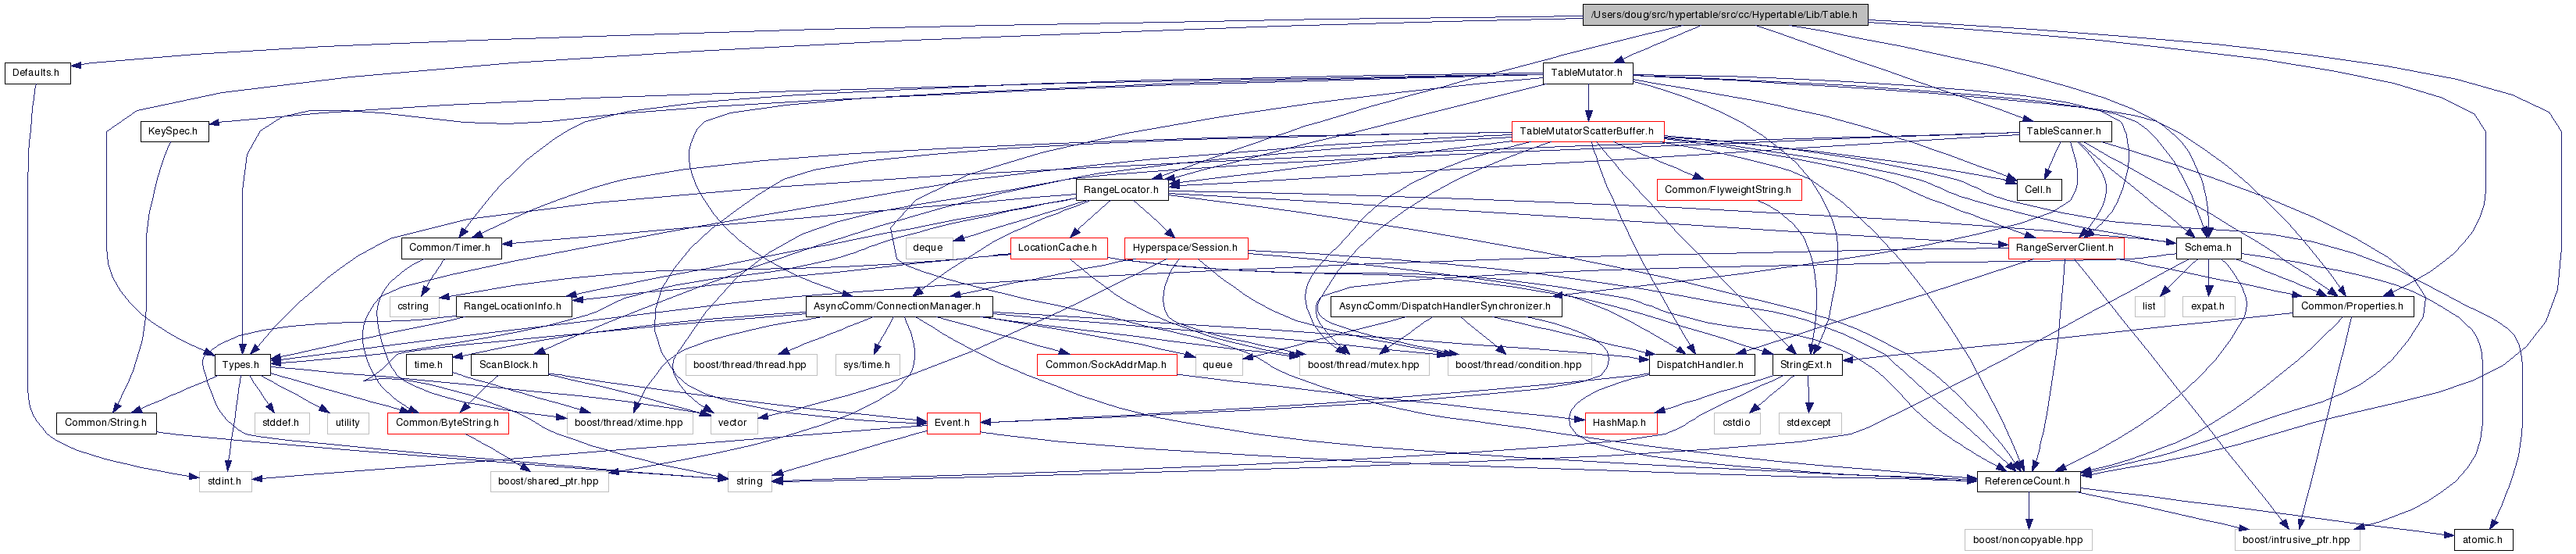 /Users/doug/src/hypertable/src/cc/Hypertable/Lib/Table.h
Defaults.h
TableMutator.h
KeySpec.h
TableMutatorScatterBuffer.h
TableScanner.h
RangeLocator.h
Common/FlyweightString.h
Cell.h
Common/Timer.h
deque
LocationCache.h
Hyperspace/Session.h
RangeServerClient.h
Schema.h
cstring
RangeLocationInfo.h
AsyncComm/ConnectionManager.h
AsyncComm/DispatchHandlerSynchronizer.h
list
expat.h
Common/Properties.h
Types.h
time.h
ScanBlock.h
boost/thread/thread.hpp
sys/time.h
Common/SockAddrMap.h
queue
boost/thread/mutex.hpp
boost/thread/condition.hpp
DispatchHandler.h
StringExt.h
Common/String.h
stddef.h
utility
Common/ByteString.h
boost/thread/xtime.hpp
vector
Event.h
HashMap.h
cstdio
stdexcept
stdint.h
boost/shared_ptr.hpp
string
ReferenceCount.h
boost/noncopyable.hpp
boost/intrusive_ptr.hpp
atomic.h